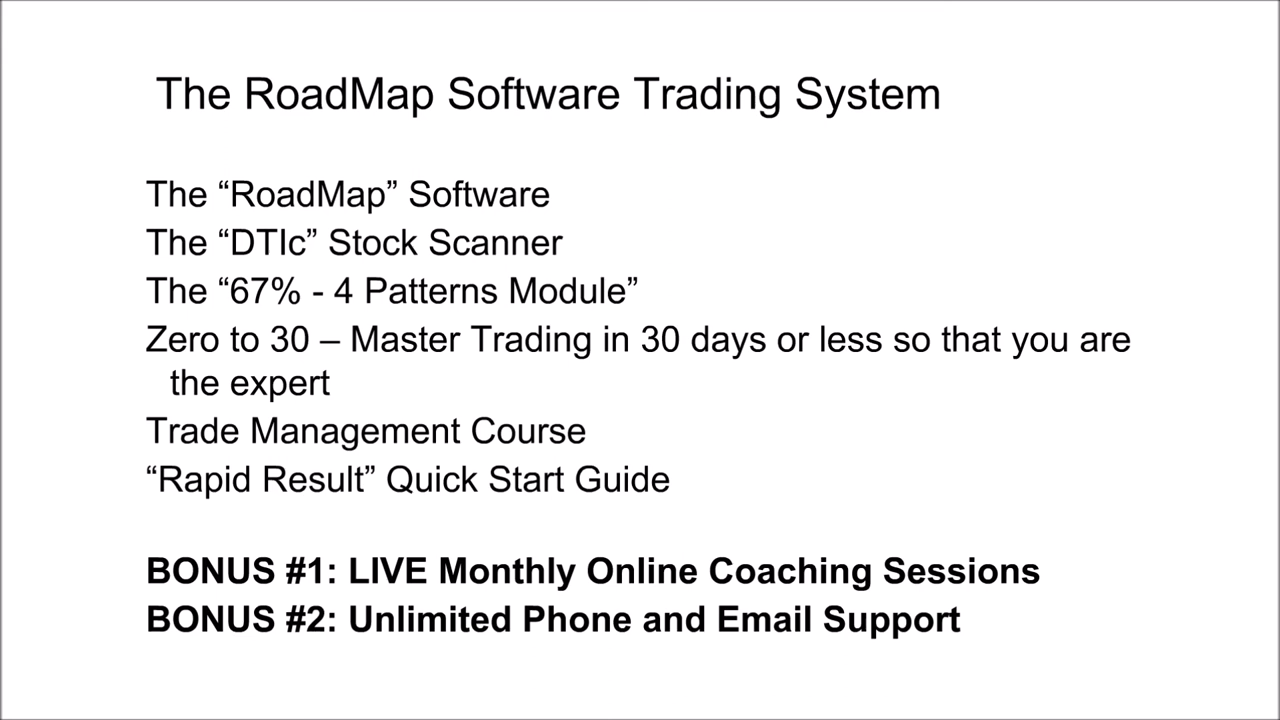 The RoadMap Software Trading System
The “RoadMap” Software
The “DTIc” Stock Scanner
The “67% - 4 Patterns Module”
Zero to 30 – Master Trading in 30 days or less so that you are
the expert
Trade Management Course
“Rapid Result” Quick Start Guide
BONUS #1: LIVE Monthly Online Coaching Sessions
BONUS #2: Unlimited Phone and Email Support